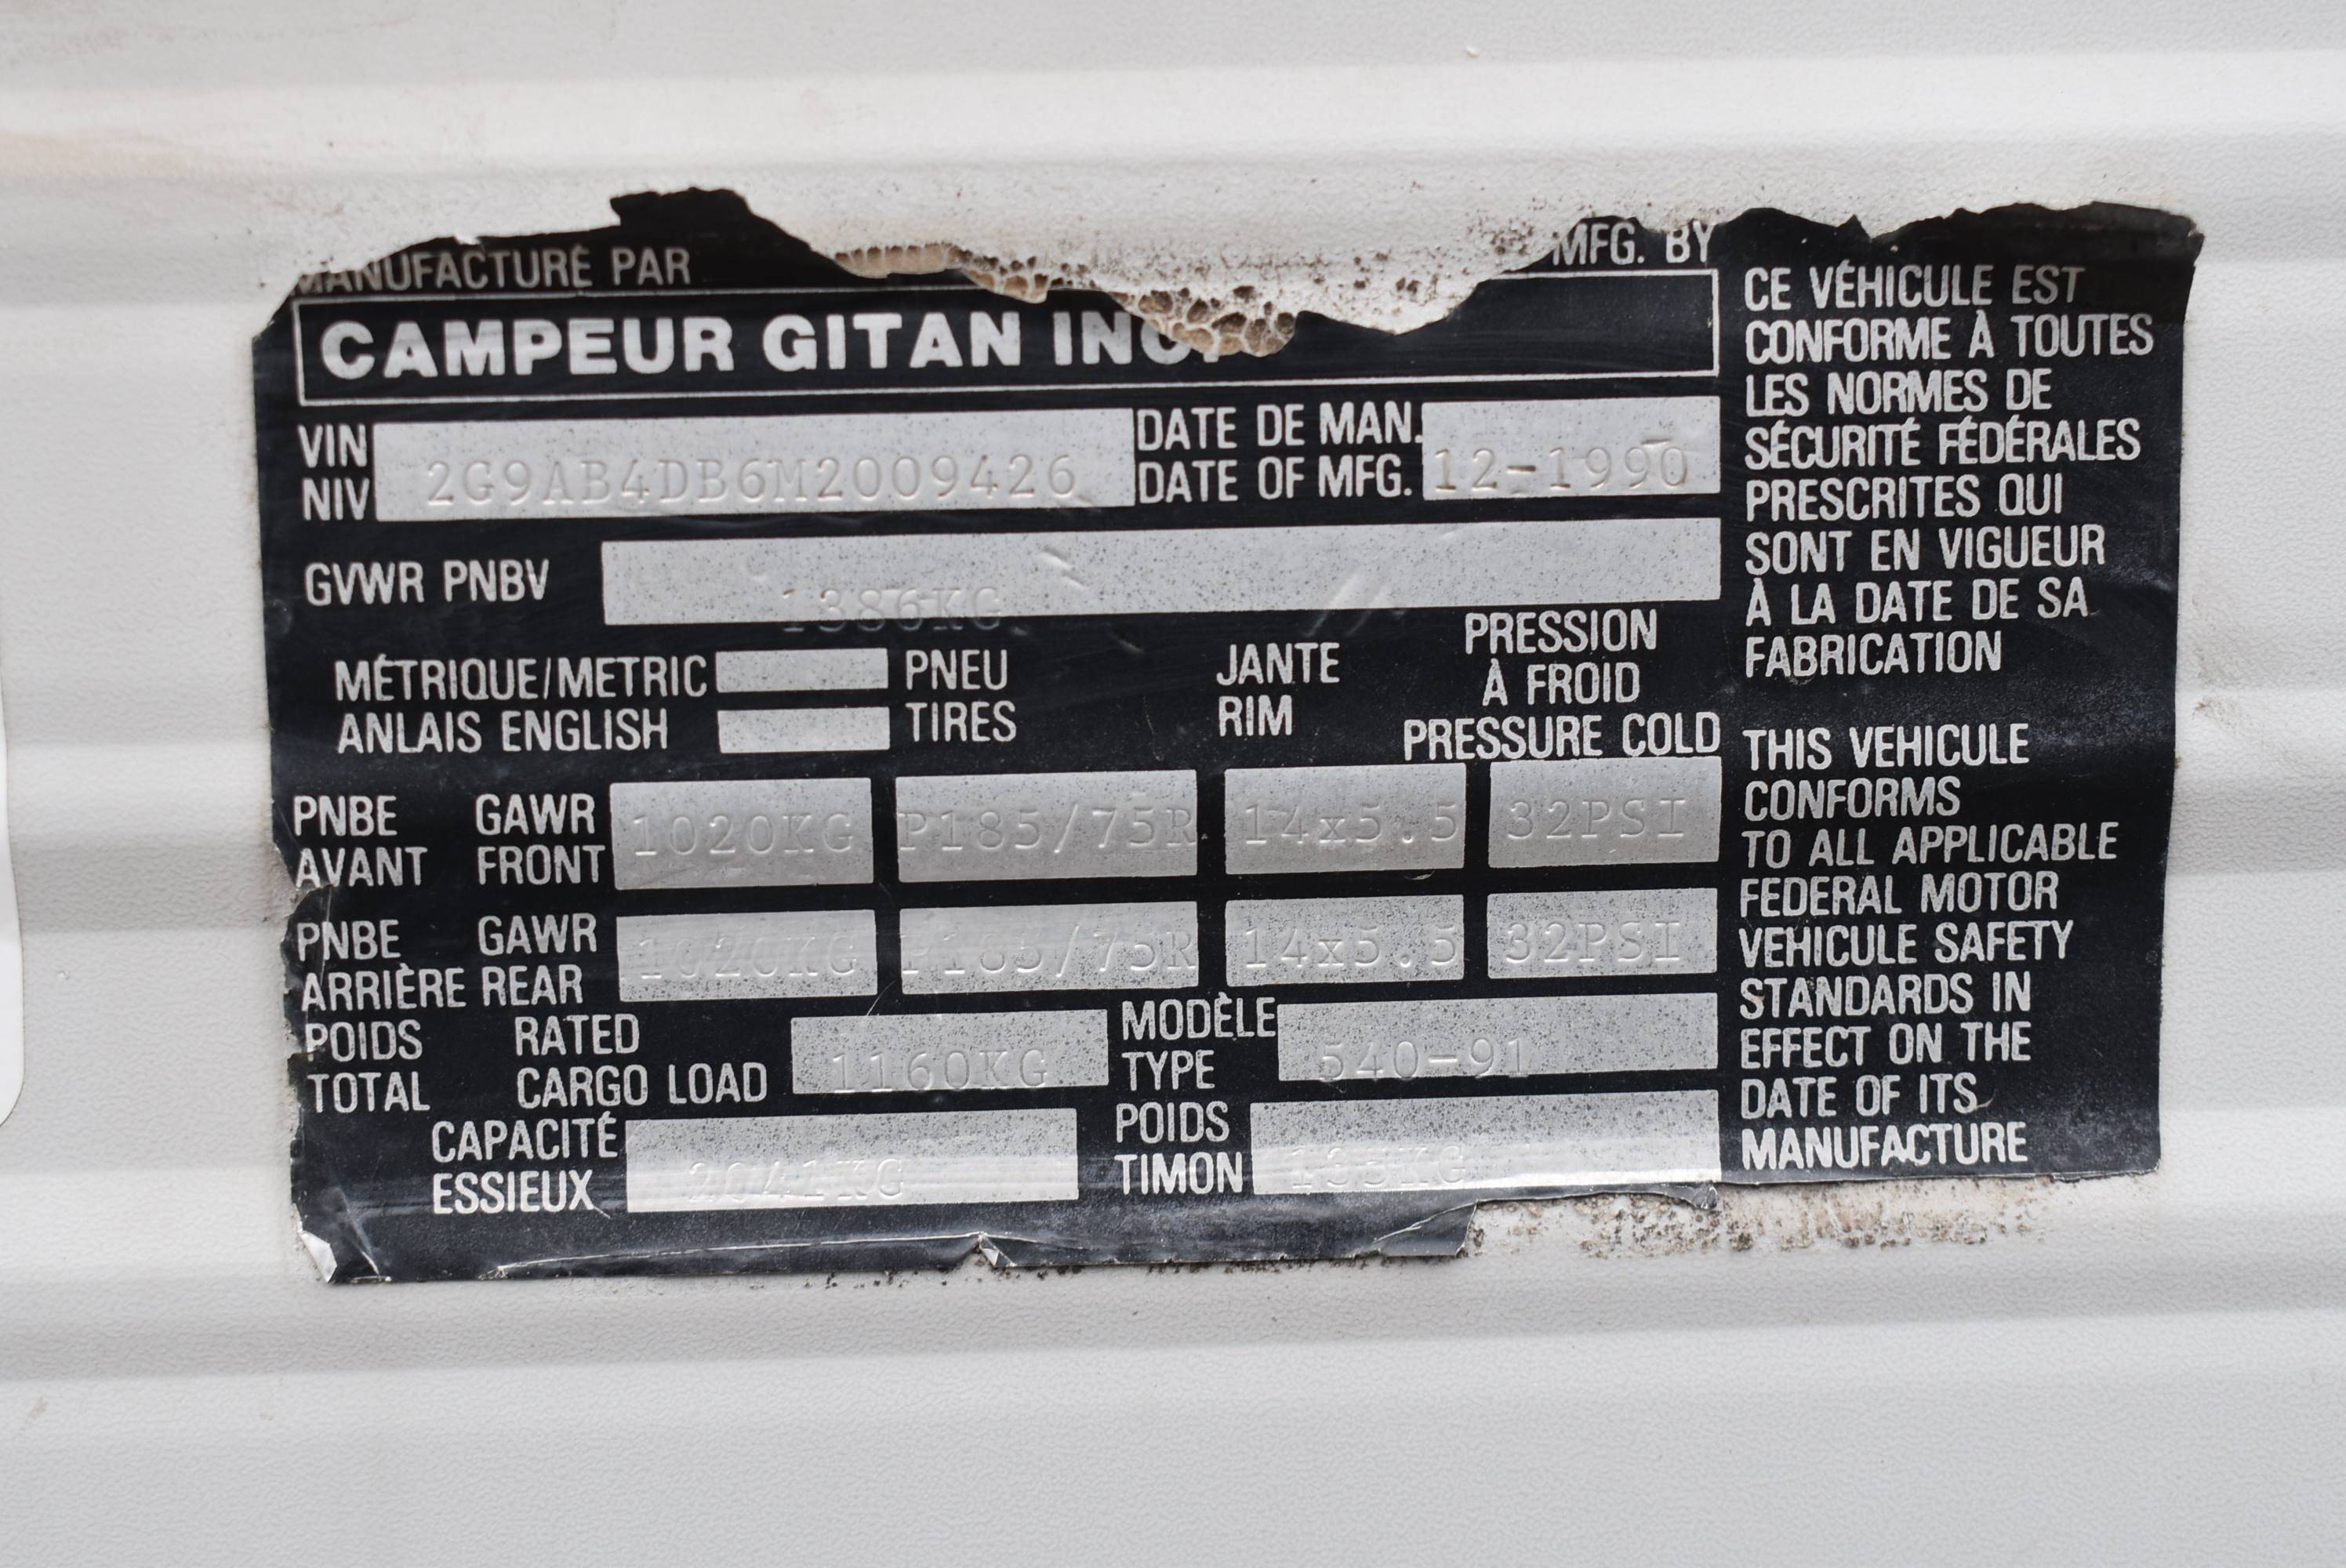 MANUFACTURÉ PAR MFG. BY
CAMPEUR GITAN INC.
VIN
NIV
2G9AB4DB6M2009426
DATE DE MAN.
DATE OF MFG.
12-1990
GVWR PNBV
1386KG
MÉTRIQUE/METRIC
ANLAIS ENGLISH
PNEU
TIRES
JANTE
RIM
PRESSION
À FROID
PRESSURE COLD
PNBE GAWR
AVANT FRONT
1020KG P185/75R 14x5.5 32PSI
PNBE GAWR
ARRIÈRE REAR
1020KG P185/75R 14x5.5 32PSI
POIDS RATED
TOTAL CARGO LOAD
1160KG
MODÈLE
TYPE
540-91
CAPACITÉ
ESSIEUX
2041KG
POIDS
TIMON
CE VÉHICULE EST
CONFORME À TOUTES
LES NORMES DE
SÉCURITÉ FÉDÉRALES
PRESCRITES QUI
SONT EN VIGUEUR
À LA DATE DE SA
FABRICATION
THIS VEHICULE
CONFORMS
TO ALL APPLICABLE
FEDERAL MOTOR
VEHICULE SAFETY
STANDARDS IN
EFFECT ON THE
DATE OF ITS
MANUFACTURE